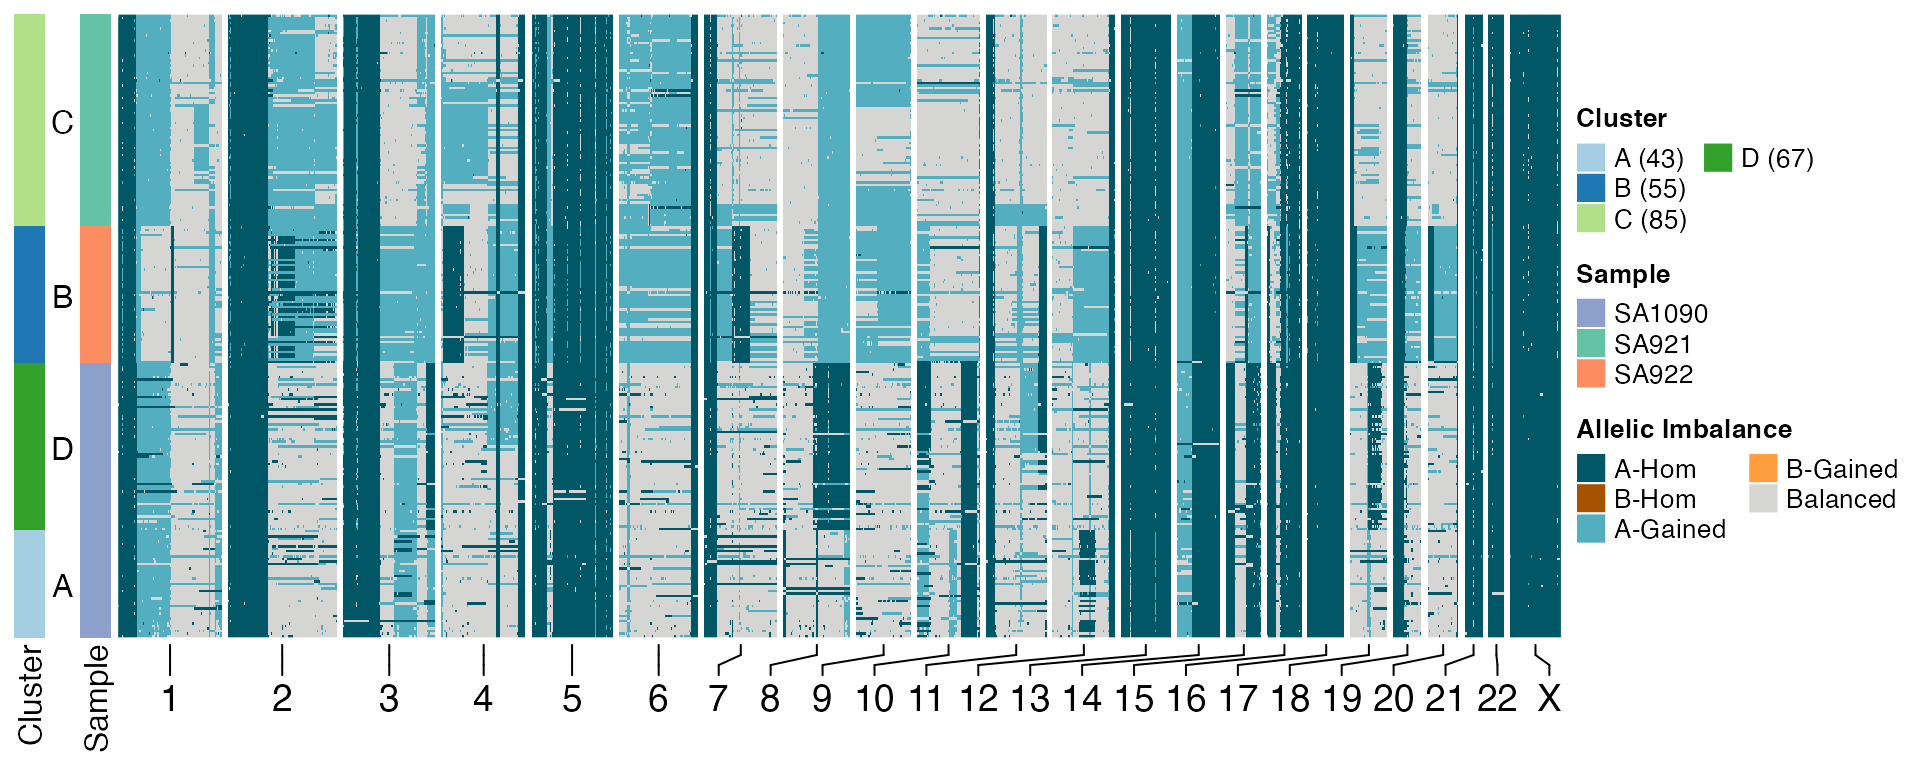 C
B
D
A
Cluster
Sample
1 2 3 4 5 6 7 8 9 10 11 12 13 14 15 16 17 18 19 20 21 22 X
Cluster
A (43) D (67)
B (55)
C (85)
Sample
SA1090
SA921
SA922
Allelic Imbalance
A-Hom B-Gained
B-Hom Balanced
A-Gained